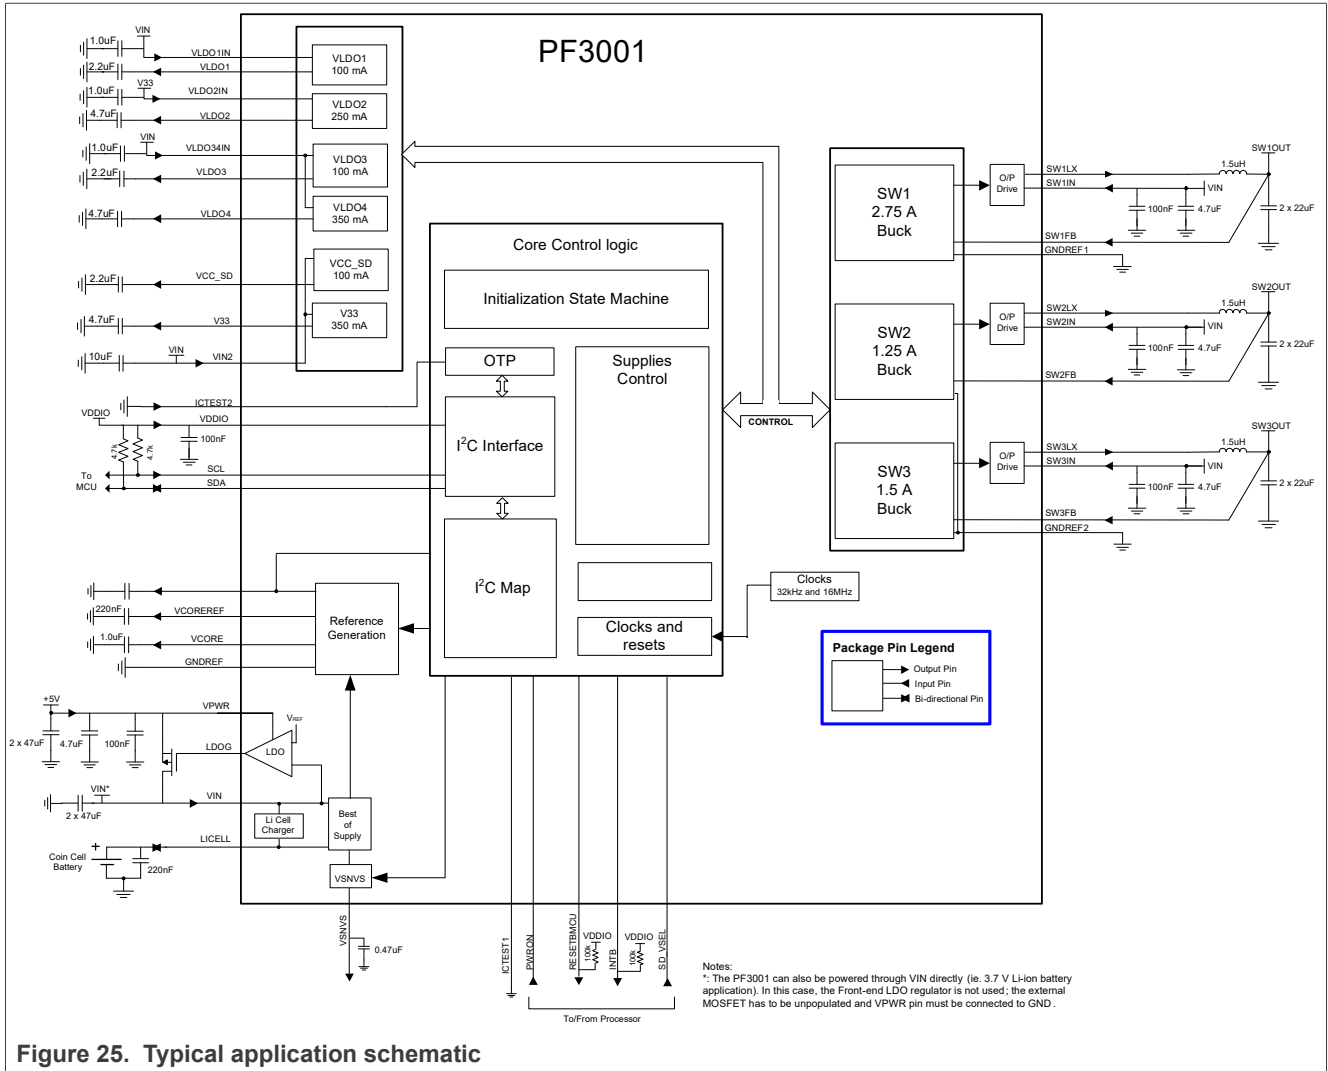 PF3001
1.0uF
VIN
VLDO1IN
2.2uF
VLDO1
1.0uF
V33
VLDO2IN
4.7uF
VLDO2
1.0uF
VIN
VLDO34IN
2.2uF
VLDO3
4.7uF
VLDO4
2.2uF
VCC_SD
4.7uF
V33
10uF
VIN
VIN2
VLDO1
100 mA
VLDO2
250 mA
VLDO3
100 mA
VLDO4
350 mA
VCC_SD
100 mA
V33
350 mA
ICTEST2
VDDIO
VDDIO
100nF
4.7k
4.7k
To
MCU
SCL
SDA
Core Control logic
Initialization State Machine
OTP
I2C Interface
I2C Map
Supplies
Control
Clocks and
resets
Clocks
32kHz and 16MHz
CONTROL
SW1
2.75 A
Buck
SW2
1.25 A
Buck
SW3
1.5 A
Buck
O/P
Drive
SW1LX
SW1IN
1.5uH
SW1OUT
VIN
100nF
4.7uF
2 x 22uF
SW1FB
GNDREF1
O/P
Drive
SW2LX
SW2IN
1.5uH
SW2OUT
VIN
100nF
4.7uF
2 x 22uF
SW2FB
O/P
Drive
SW3LX
SW3IN
1.5uH
SW3OUT
VIN
100nF
4.7uF
2 x 22uF
SW3FB
GNDREF2
220nF
VCOREREF
1.0uF
VCORE
GNDREF
Reference
Generation
+5V
VPWR
2 x 47uF
4.7uF
100nF
LDOG
LDO
VREF
VIN*
VIN
2 x 47uF
Li Cell
Charger
Best
of
Supply
LICELL
Coin Cell
Battery
+
220nF
VSNVS
VSNVS
0.47uF
ICTEST1
PWRON
RESETBMCU
VDDIO
100k
INTB
VDDIO
100k
SD_VSEL
To/From Processor
Package Pin Legend
Output Pin
Input Pin
Bi-directional Pin
Notes:
*: The PF3001 can also be powered through VIN directly (ie. 3.7 V Li-ion battery
application). In this case, the Front-end LDO regulator is not used; the external
MOSFET has to be unpopulated and VPWR pin must be connected to GND.
Figure 25. Typical application schematic